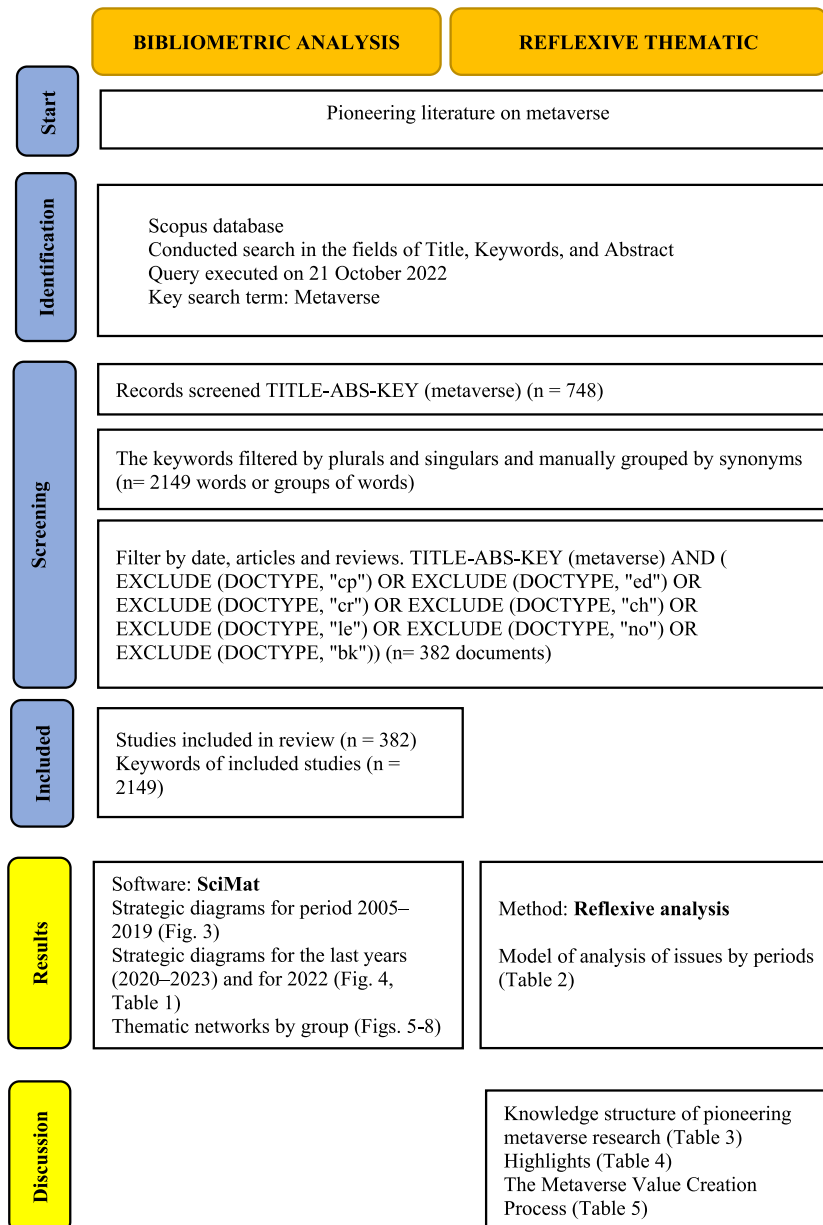 BIBLIOMETRIC ANALYSIS
REFLEXIVE THEMATIC
Start
Pioneering literature on metaverse
Identification
Scopus database
Conducted search in the fields of Title, Keywords, and Abstract
Query executed on 21 October 2022
Key search term: Metaverse
Screening
Records screened TITLE-ABS-KEY (metaverse) (n = 748)
The keywords filtered by plurals and singulars and manually grouped by synonyms
(n= 2149 words or groups of words)
Filter by date, articles and reviews. TITLE-ABS-KEY (metaverse) AND (
EXCLUDE (DOCTYPE, "cp") OR EXCLUDE (DOCTYPE, "ed") OR
EXCLUDE (DOCTYPE, "cr") OR EXCLUDE (DOCTYPE, "ch") OR
EXCLUDE (DOCTYPE, "le") OR EXCLUDE (DOCTYPE, "no") OR
EXCLUDE (DOCTYPE, "bk")) (n= 382 documents)
Included
Studies included in review (n = 382)
Keywords of included studies (n =
2149)
Results
Software: SciMat
Strategic diagrams for period 2005–
2019 (Fig. 3)
Strategic diagrams for the last years
(2020–2023) and for 2022 (Fig. 4,
Table 1)
Thematic networks by group (Figs. 5-8)
Method: Reflexive analysis
Model of analysis of issues by periods
(Table 2)
Discussion
Knowledge structure of pioneering
metaverse research (Table 3)
Highlights (Table 4)
The Metaverse Value Creation
Process (Table 5)